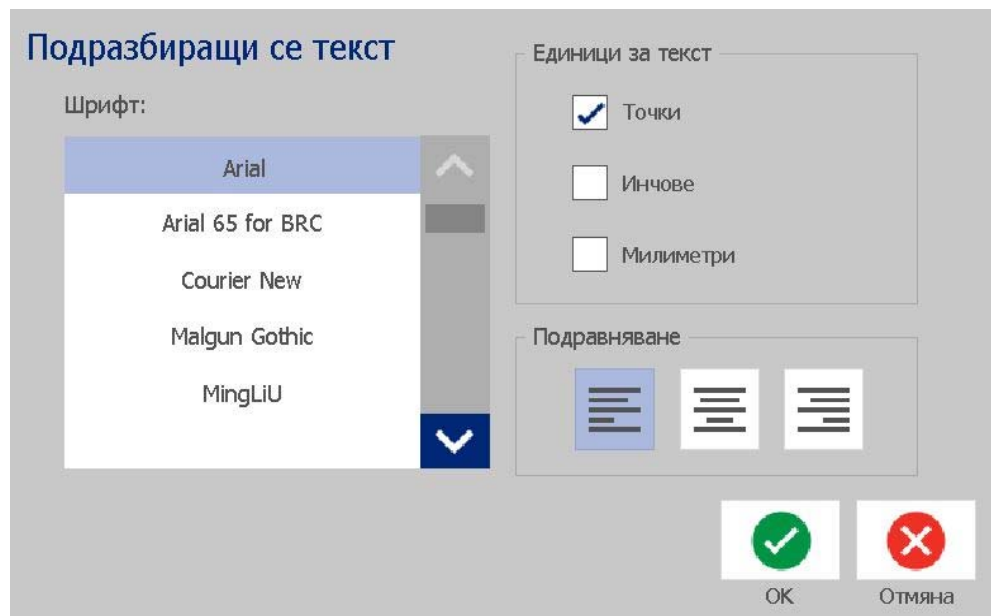 Подразбиращи се текст
Шрифт:
Arial
Arial 65 for BRC
Courier New
Malgun Gothic
MingLiU
Единици за текст
Точки
Инчове
Милиметри
Подравняване
OK
Отмяна